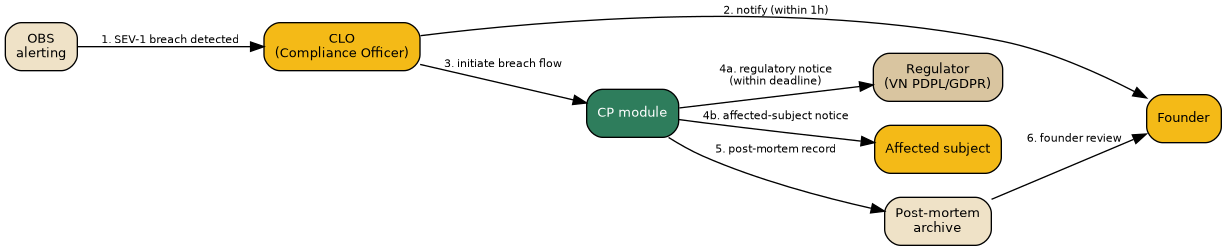 2. notify (within 1h)
OBS
alerting
1. SEV-1 breach detected
CLO
(Compliance Officer)
3. initiate breach flow
4a. regulatory notice
(within deadline)
Regulator
(VN PDPL/GDPR)
CP module
4b. affected-subject notice
Founder
Affected subject
5. post-mortem record
6. founder review
Post-mortem
archive